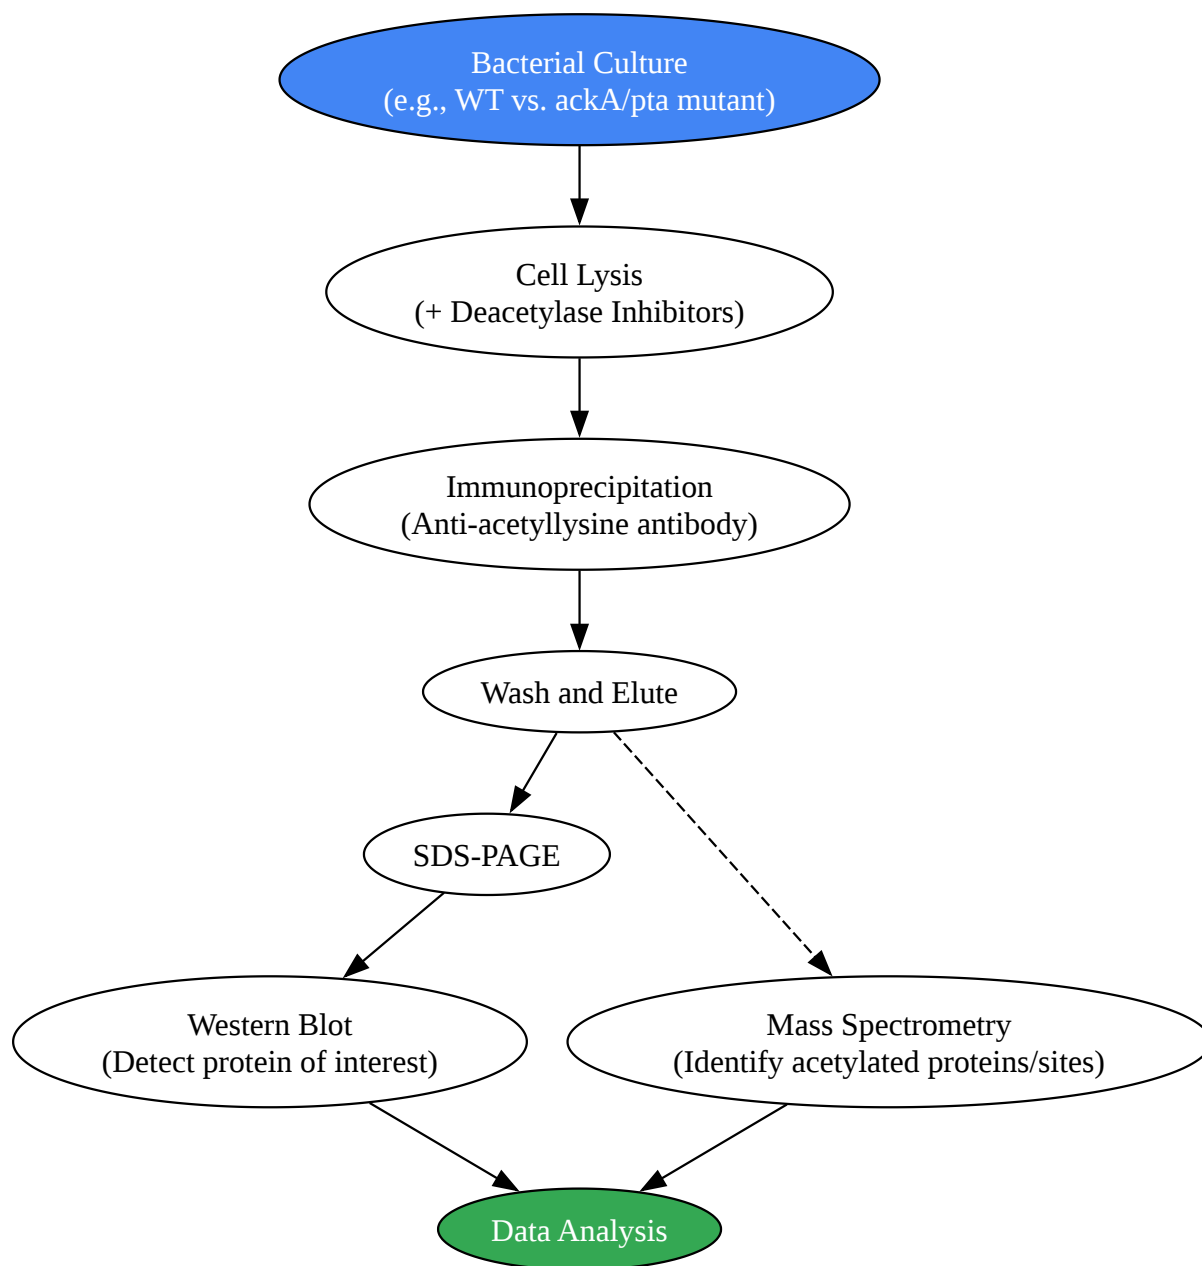 Bacterial Culture
(e.g., WT vs. ackA/pta mutant)
Cell Lysis
(+ Deacetylase Inhibitors)
Immunoprecipitation
(Anti-acetyllysine antibody)
Wash and Elute
SDS-PAGE
Western Blot
(Detect protein of interest)
Mass Spectrometry
(Identify acetylated proteins/sites)
Data Analysis